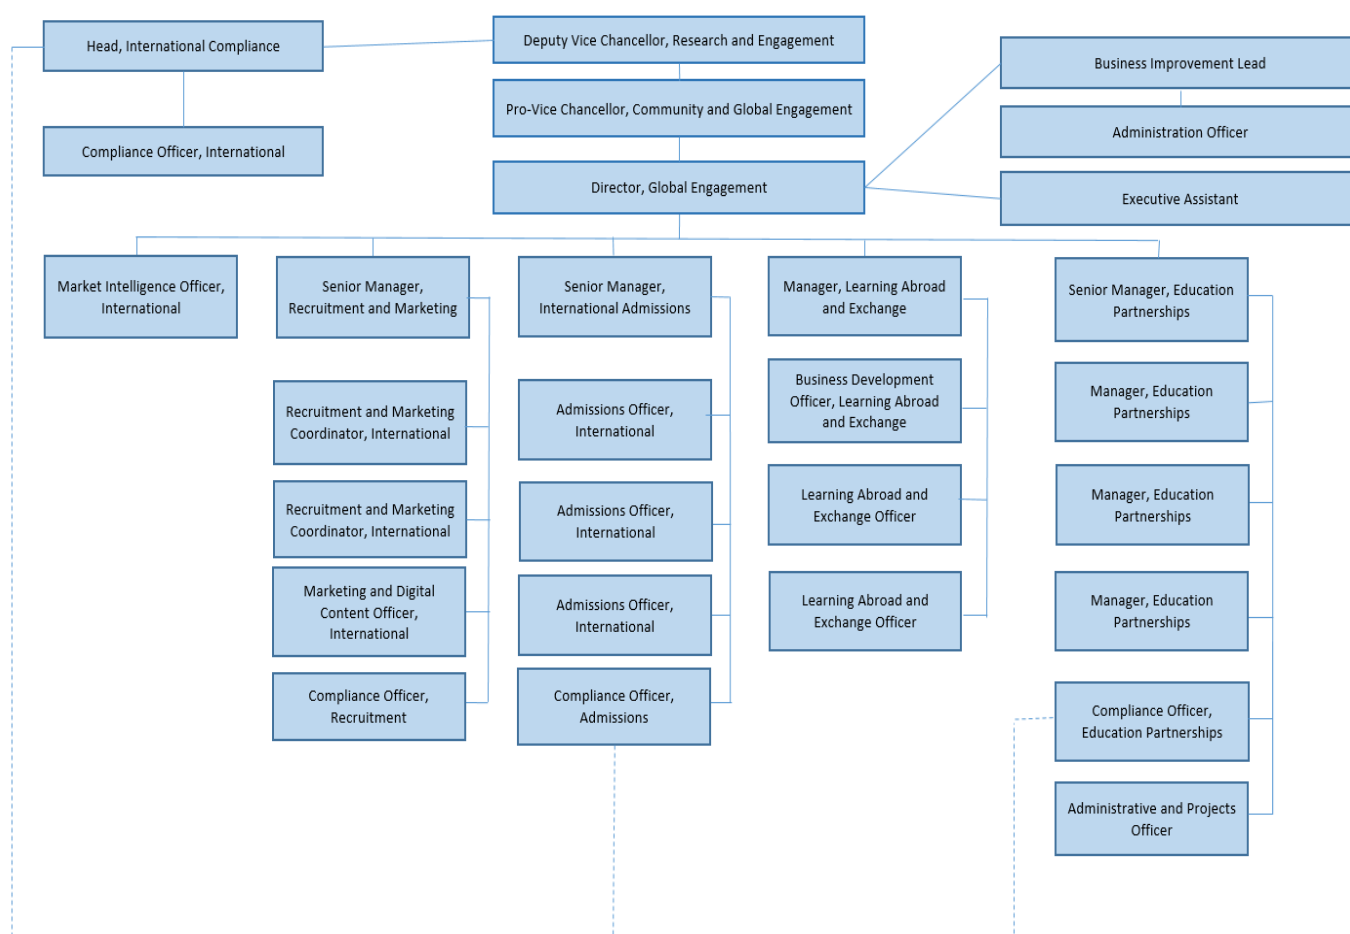 Head, International Compliance
Deputy Vice Chancellor, Research and Engagement
Business Improvement Lead
Pro-Vice Chancellor, Community and Global Engagement
Administration Officer
Compliance Officer, International
Director, Global Engagement
Executive Assistant
Market Intelligence Officer,
International
Senior Manager,
Recruitment and Marketing
Recruitment and Marketing
Coordinator, International
Recruitment and Marketing
Coordinator, International
Marketing and Digital
Content Officer,
International
Compliance Officer,
Recruitment
Senior Manager,
International Admissions
Admissions Officer,
International
Admissions Officer,
International
Admissions Officer,
International
Compliance Officer,
Admissions
Manager, Learning Abroad
and Exchange
Business Development
Officer, Learning Abroad
and Exchange
Learning Abroad and
Exchange Officer
Learning Abroad and
Exchange Officer
Senior Manager, Education
Partnerships
Manager, Education
Partnerships
Manager, Education
Partnerships
Manager, Education
Partnerships
Compliance Officer,
Education Partnerships
Administrative and Projects
Officer